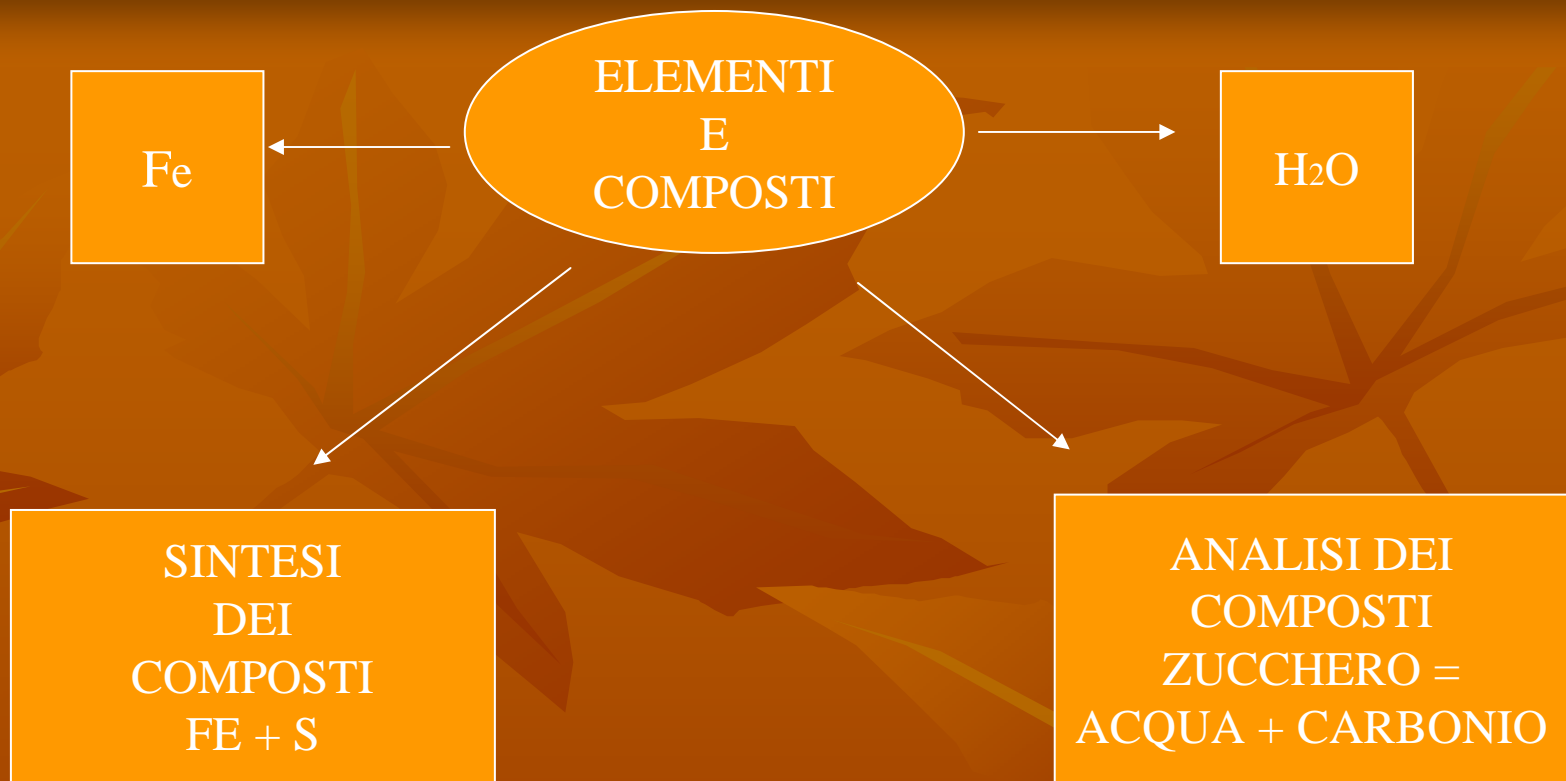 ELEMENTI
E
COMPOSTI
Fe
H2O
SINTESI
DEI
COMPOSTI
FE + S
ANALISI DEI
COMPOSTI
ZUCCHERO =
ACQUA + CARBONIO